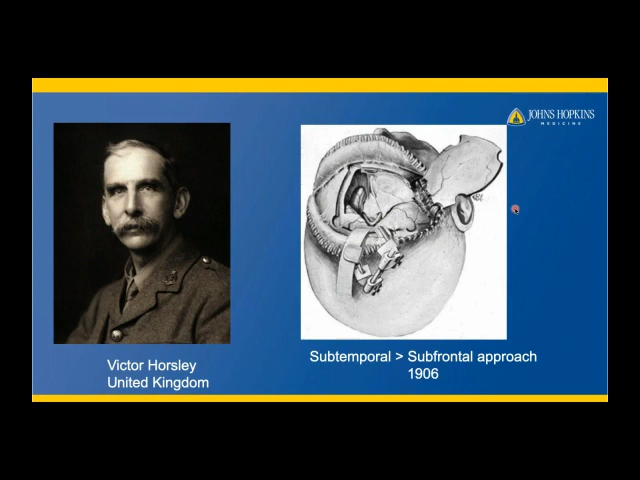 JOHNS HOPKINS
MEDICINE
Victor Horsley
United Kingdom
Subtemporal > Subfrontal approach
1906